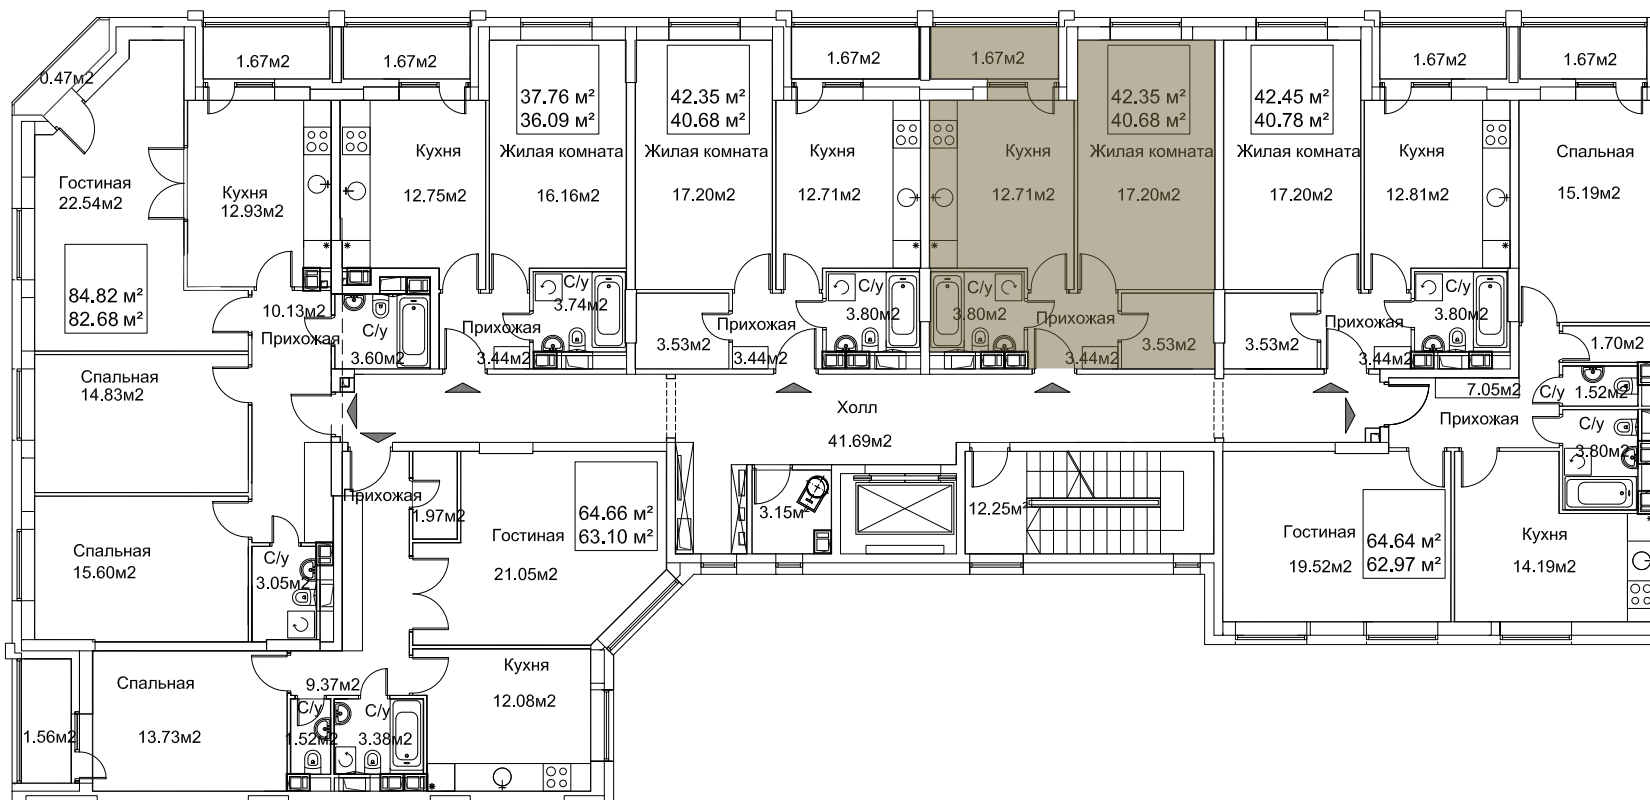 1.67м2
1.67м2
1.67м2
1.67м2
1.67м2
1.67м2
0.47м2
37.76 м²
36.09 м²
42.35 м²
40.68 м²
42.35 м²
40.68 м²
42.45 м²
40.78 м²
Кухня
12.75м2
Жилая комната
16.16м2
Жилая комната
17.20м2
Кухня
12.71м2
Кухня
12.71м2
Жилая комната
17.20м2
Жилая комната
17.20м2
Кухня
12.81м2
Спальная
15.19м2
Гостиная
22.54м2
Кухня
12.93м2
84.82 м²
82.68 м²
10.13м2
Прихожая
С/у
3.60м2
С/у
3.74м2
Прихожая
3.44м2
3.53м2
Прихожая
3.44м2
С/у
3.80м2
С/у
3.80м2
Прихожая
3.44м2
3.53м2
3.53м2
Прихожая
3.44м2
С/у
3.80м2
1.70м2
Спальная
14.83м2
Холл
41.69м2
7.05м2
Прихожая
С/у
1.52м2
С/у
3.80м2
Прихожая
1.97м2
Гостиная
21.05м2
64.66 м²
63.10 м²
3.15м²
12.25м²
Гостиная
19.52м2
64.64 м²
62.97 м²
Кухня
14.19м2
Спальная
15.60м2
С/у
3.05м2
Спальная
13.73м2
1.56м2
9.37м2
С/у
1.52м2
С/у
3.38м2
Кухня
12.08м2